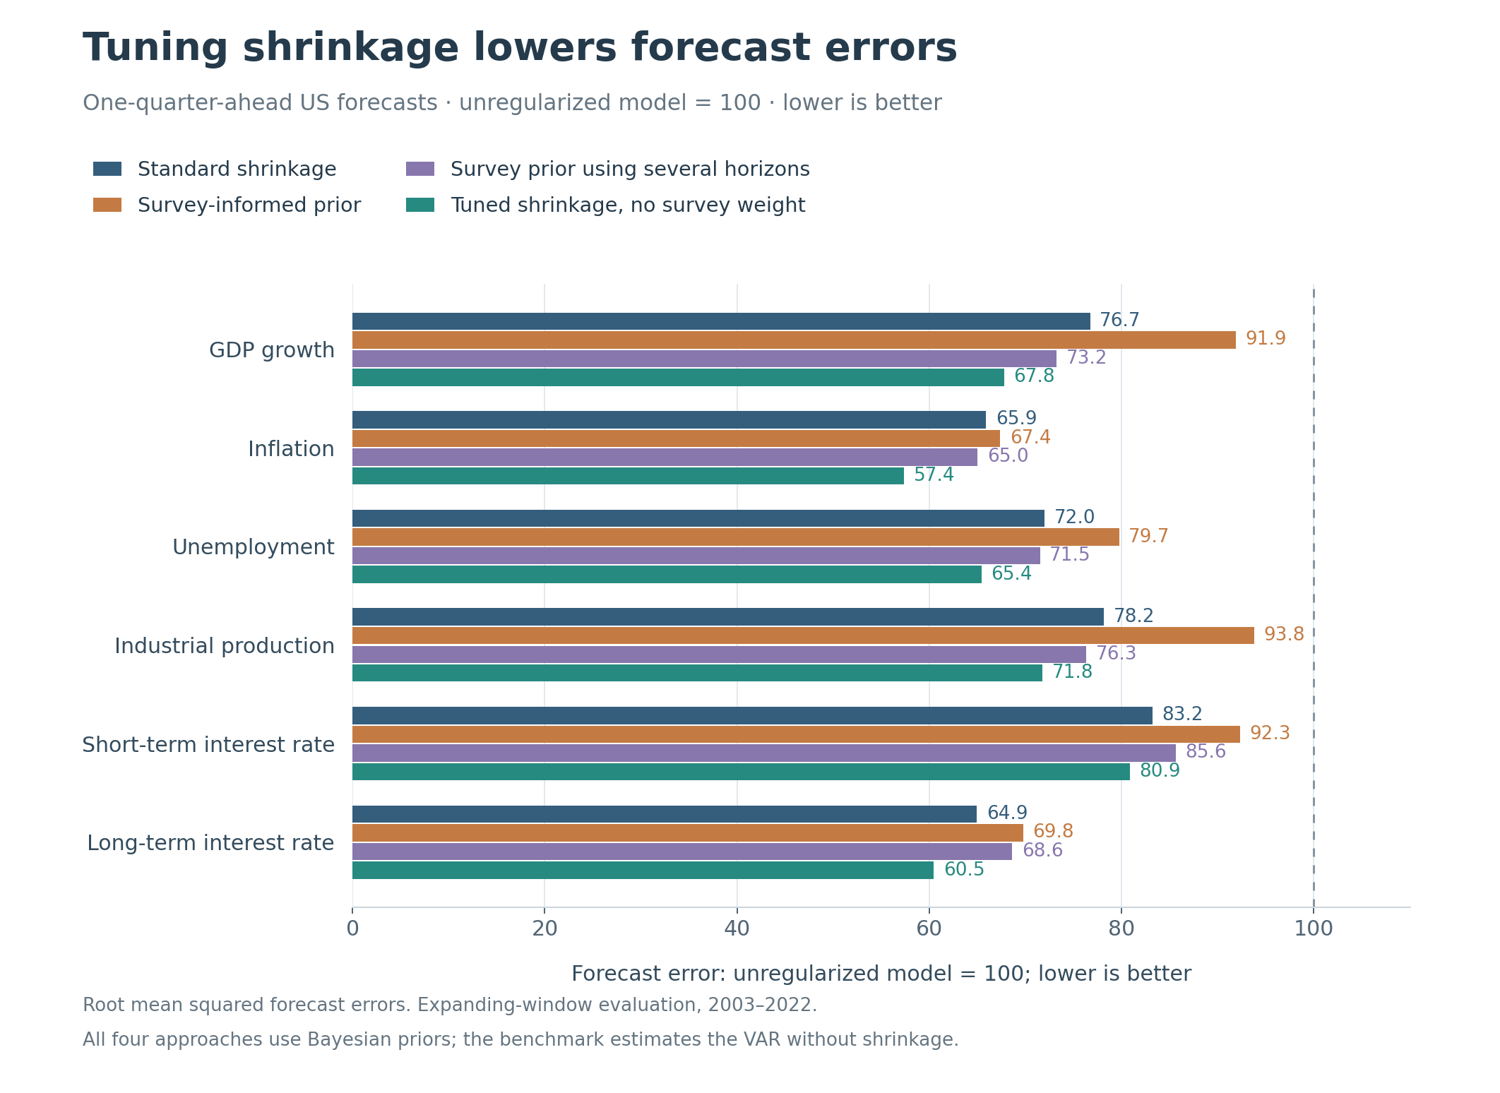 Tuning shrinkage lowers forecast errors
One-quarter-ahead US forecasts · unregularized model = 100 · lower is better
Standard shrinkage
Survey-informed prior
Survey prior using several horizons
Tuned shrinkage, no survey weight
GDP growth
76.7
91.9
73.2
67.8
Inflation
65.9
67.4
65.0
57.4
Unemployment
72.0
79.7
71.5
65.4
Industrial production
78.2
93.8
76.3
71.8
Short-term interest rate
83.2
92.3
85.6
80.9
Long-term interest rate
64.9
69.8
68.6
60.5
0 20 40 60 80 100
Forecast error: unregularized model = 100; lower is better
Root mean squared forecast errors. Expanding-window evaluation, 2003–2022.
All four approaches use Bayesian priors; the benchmark estimates the VAR without shrinkage.